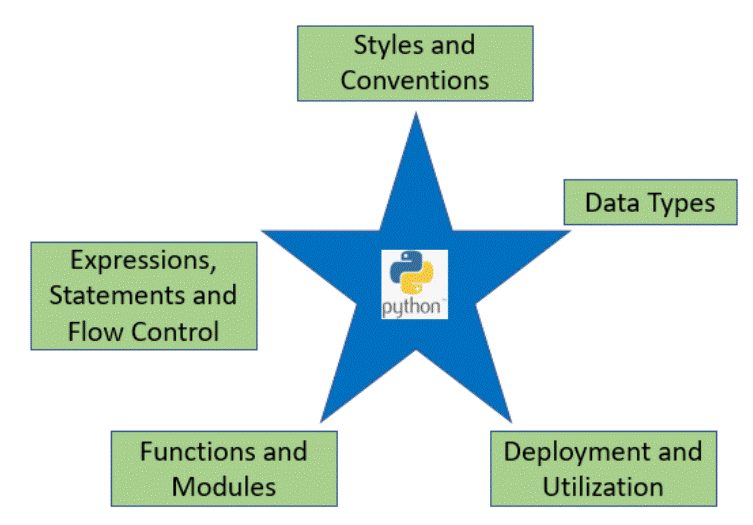 Styles and
Conventions
Data Types
Expressions,
Statements and
Flow Control
python™
Functions and
Modules
Deployment and
Utilization